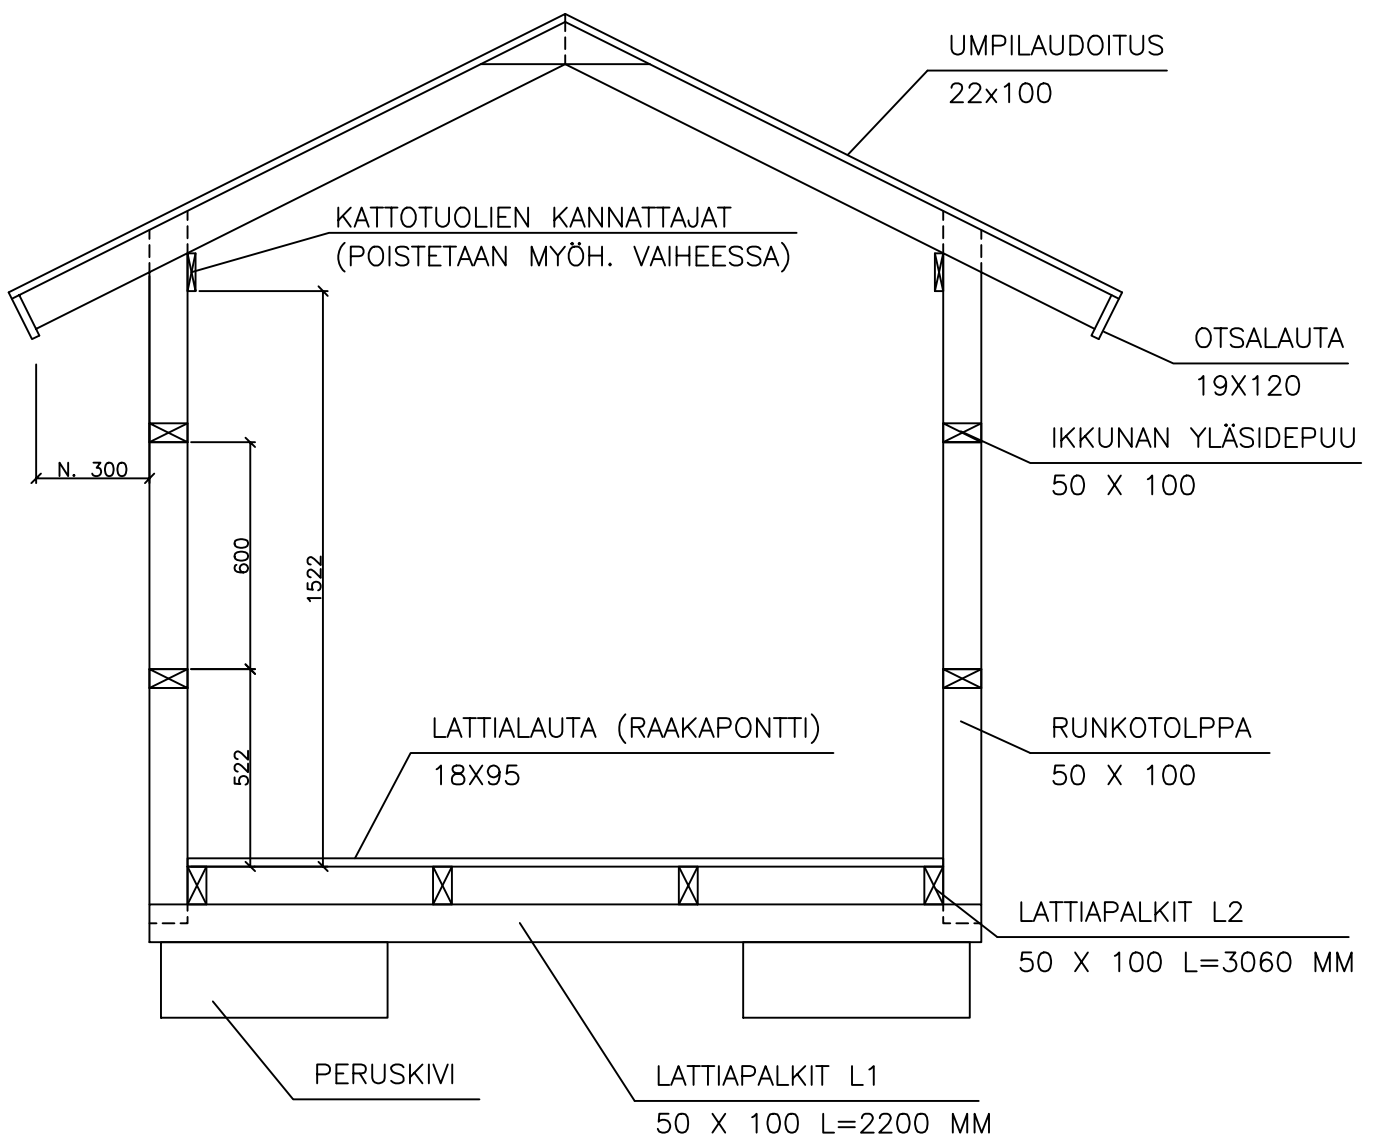 UMPILAUDOITUS
22x100
KATTOTUOLIEN KANNATTAJAT
(POISTETAAN MYÖH. VAIHEESSA)
OTSALAUTA
19X120
IKKUNAN YLÄSIDEPUU
50 X 100
N. 300
600
1522
522
LATTIALAUTA (RAAKAPONTTI)
18X95
RUNKOTOLPPA
50 X 100
LATTIAPALKIT L2
50 X 100 L=3060 MM
PERUSKIVI
LATTIAPALKIT L1
50 X 100 L=2200 MM